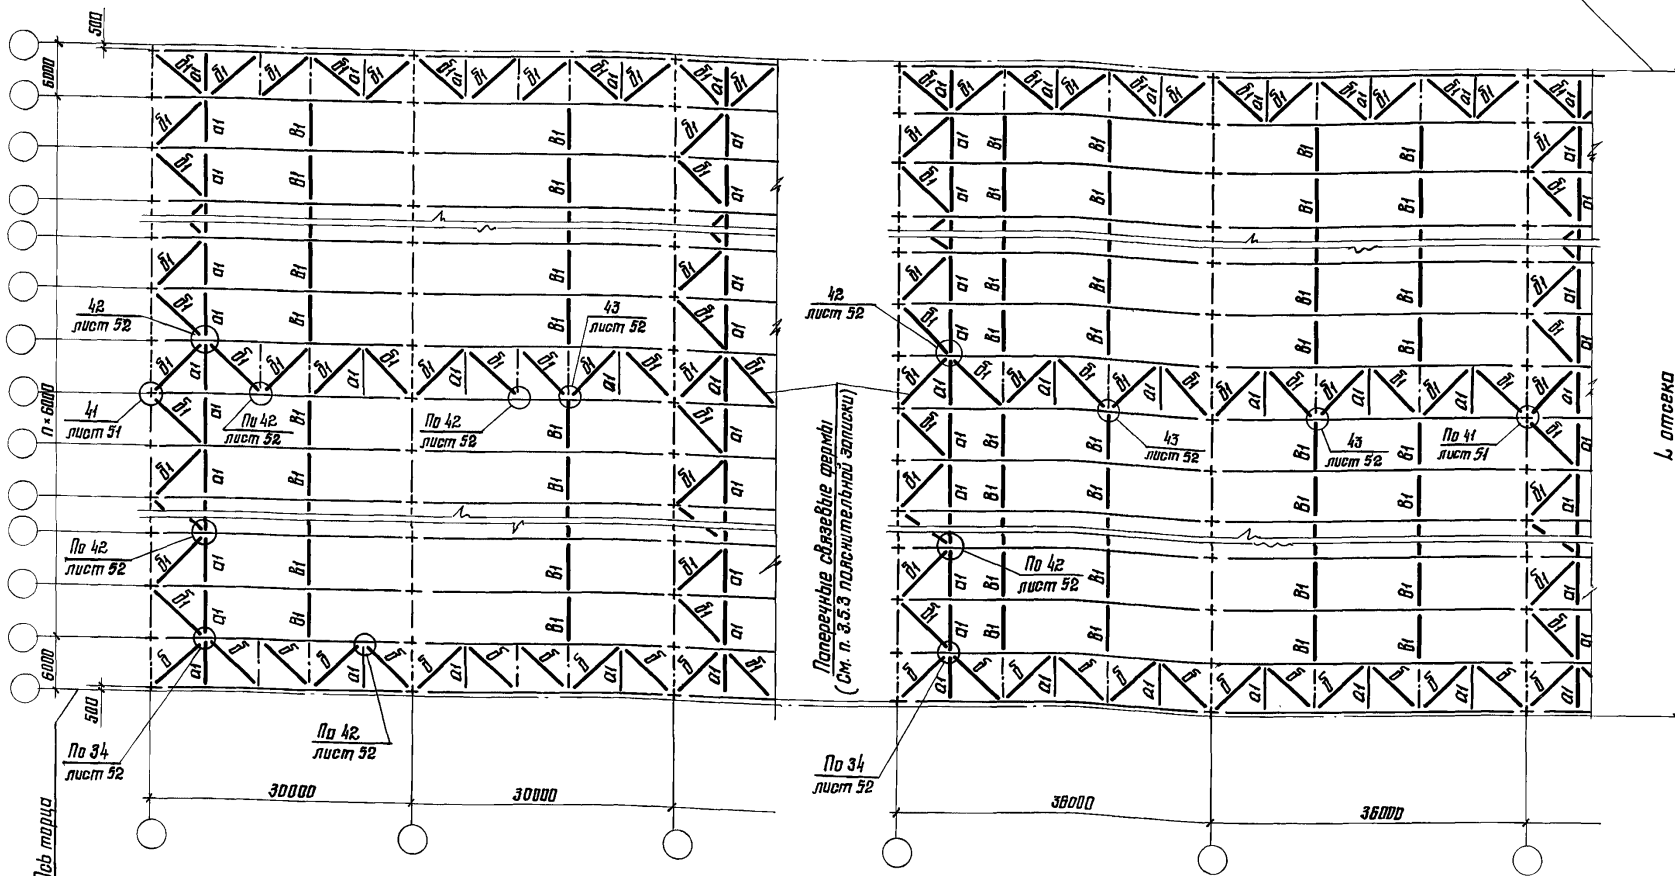 500
6000
n×6000
6000
500
Ось торца
42
лист 52
41
лист 51
По 42
лист 52
По 42
лист 52
43
лист 52
По 42
лист 52
По 34
лист 52
По 42
лист 52
30000
30000
а1
б1
в1
б
Поперечные связевые фермы
(См. п. 3.5.3 пояснительной записки)
42
лист 52
43
лист 52
43
лист 52
По 41
лист 51
По 42
лист 52
По 34
лист 52
36000
36000
L отсека